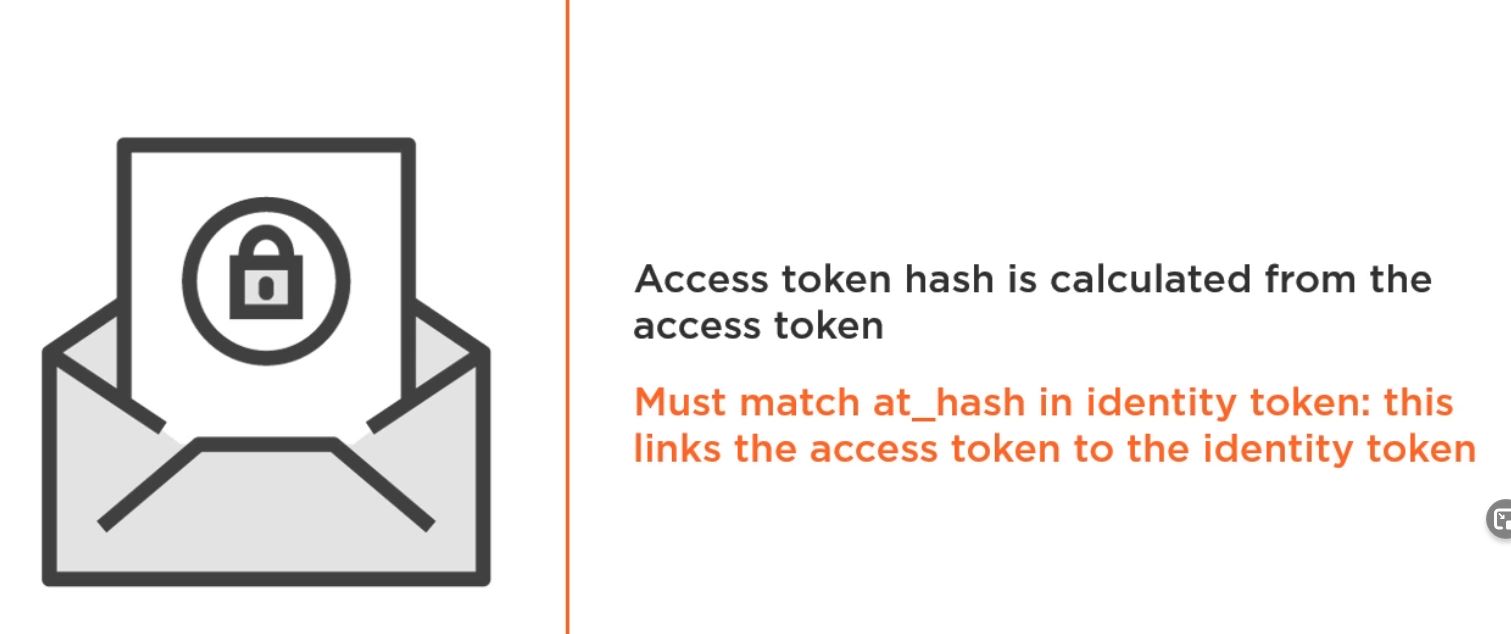 Access token hash is calculated from the
access token
Must match at_hash in identity token: this
links the access token to the identity token